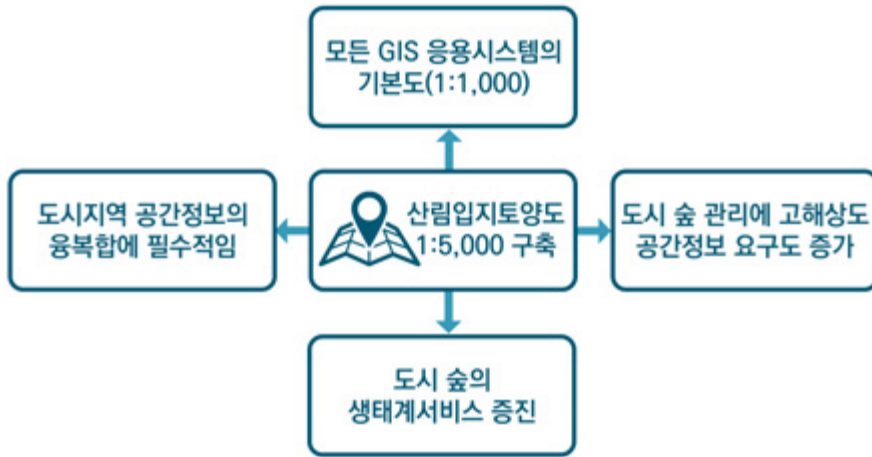 모든 GIS 응용시스템의
기본도(1:1,000)
도시지역 공간정보의
융복합에 필수적임
산림입지토양도
1:5,000 구축
도시 숲 관리에 고해상도
공간정보 요구도 증가
도시 숲의
생태계서비스 증진